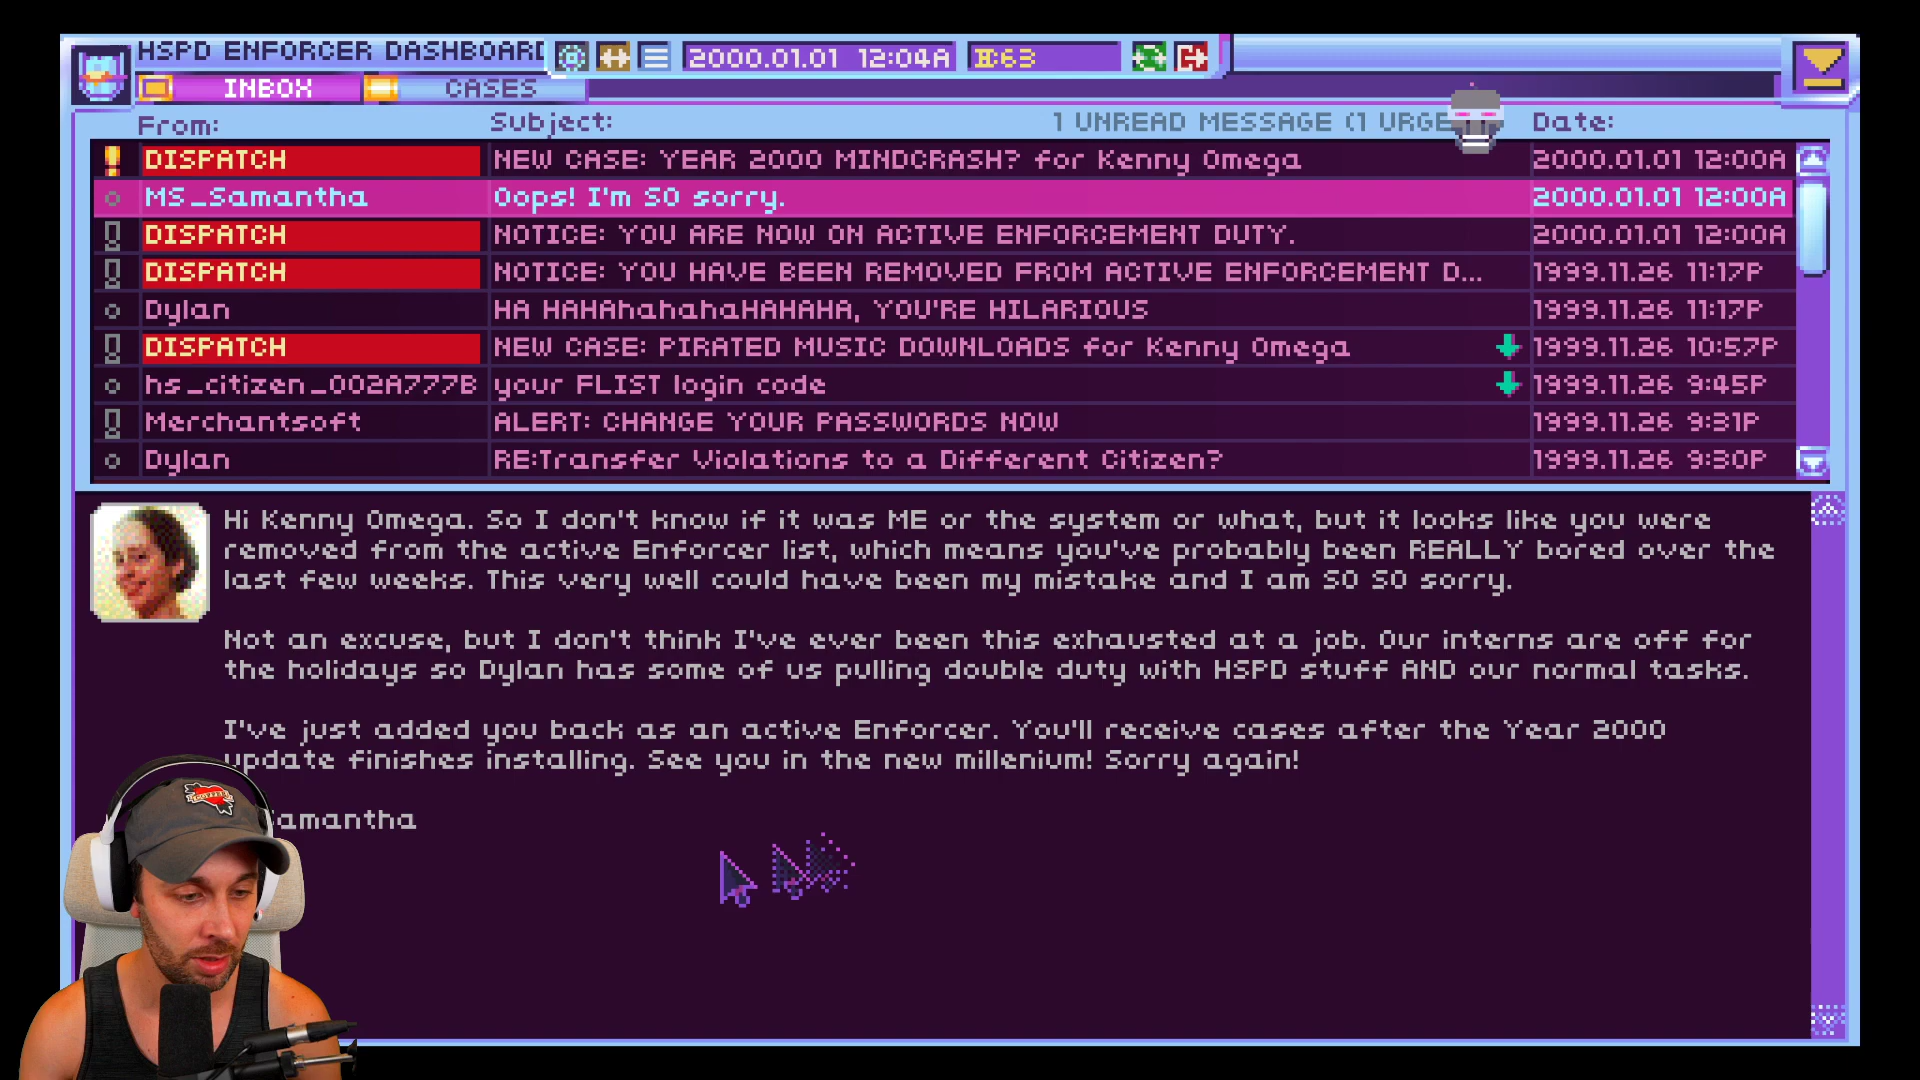 HSPD ENFORCER DASHBOARD
2000.01.01 12:04A
63
INBOX
CASES
From:
Subject:
1 UNREAD MESSAGE (1 URGE
Date:
DISPATCH NEW CASE: YEAR 2000 MINDCRASH? for Kenny Omega 2000.01.01 12:00A
MS_Samantha Oops! I'm SO sorry. 2000.01.01 12:00A
DISPATCH NOTICE: YOU ARE NOW ON ACTIVE ENFORCEMENT DUTY. 2000.01.01 12:00A
DISPATCH NOTICE: YOU HAVE BEEN REMOVED FROM ACTIVE ENFORCEMENT D... 1999.11.26 11:17P
Dylan HA HAHAhahahaHAHAHA, YOU'RE HILARIOUS 1999.11.26 11:17P
DISPATCH NEW CASE: PIRATED MUSIC DOWNLOADS for Kenny Omega 1999.11.26 10:57P
hs_citizen_002A777B your FLIST login code 1999.11.26 9:45P
Merchantsoft ALERT: CHANGE YOUR PASSWORDS NOW 1999.11.26 9:31P
Dylan RE:Transfer Violations to a Different Citizen? 1999.11.26 9:30P
Hi Kenny Omega. So I don't know if it was ME or the system or what, but it looks like you were
removed from the active Enforcer list, which means you've probably been REALLY bored over the
last few weeks. This very well could have been my mistake and I am SO SO sorry.
Not an excuse, but I don't think I've ever been this exhausted at a job. Our interns are off for
the holidays so Dylan has some of us pulling double duty with HSPD stuff AND our normal tasks.
I've just added you back as an active Enforcer. You'll receive cases after the Year 2000
update finishes installing. See you in the new millenium! Sorry again!
amantha